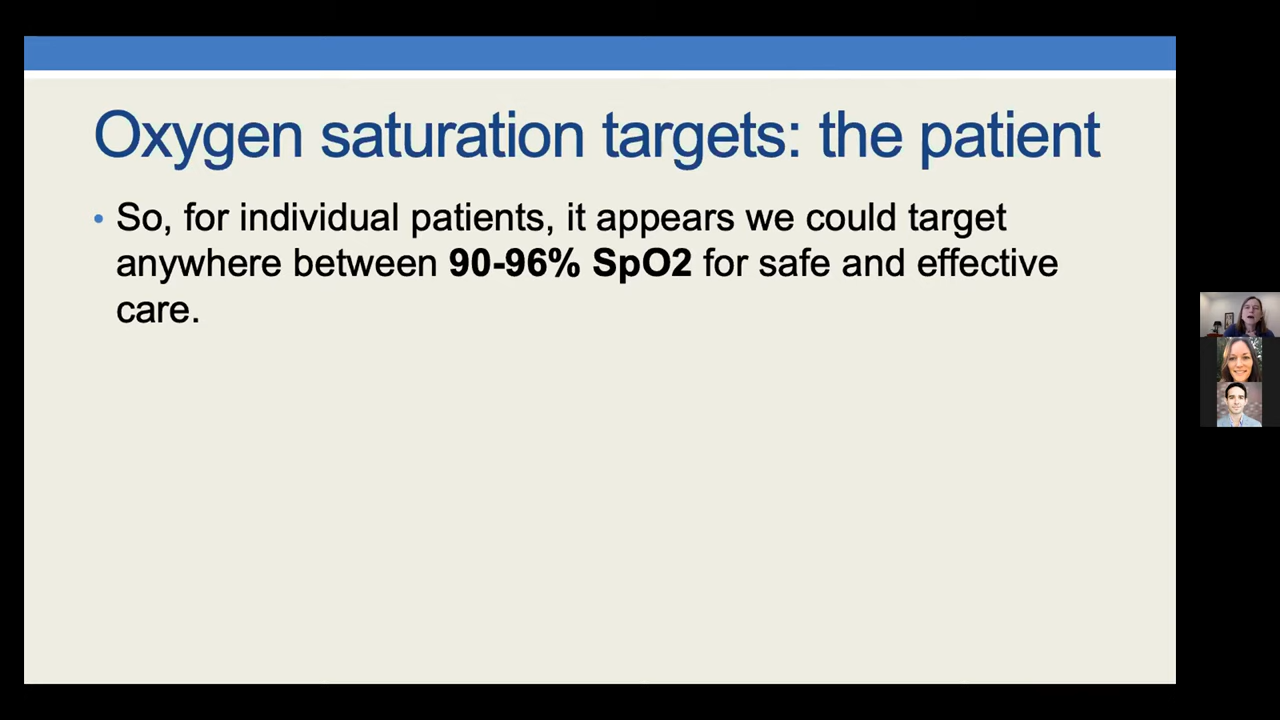 Oxygen saturation targets: the patient
• So, for individual patients, it appears we could target
anywhere between 90-96% SpO2 for safe and effective
care.